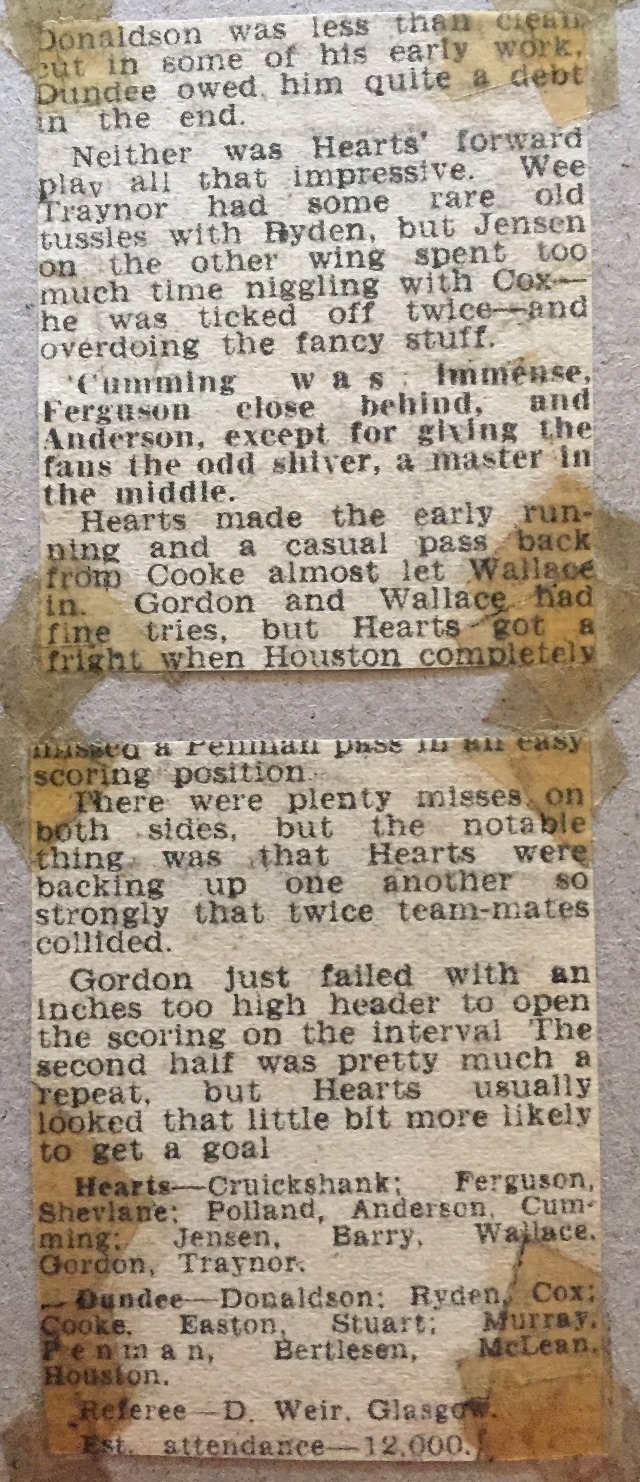 Donaldson was less than clean
cut in some of his early work,
Dundee owed him quite a debt
in the end.
Neither was Hearts' forward
play all that impressive. Wee
Traynor had some rare old
tussles with Ryden, but Jensen
on the other wing spent too
much time niggling with Cox—
he was ticked off twice—and
overdoing the fancy stuff.
Cumming was immense,
Ferguson close behind, and
Anderson, except for giving the
fans the odd shiver, a master in
the middle.
Hearts made the early run-
ning and a casual pass back
from Cooke almost let Wallace
in. Gordon and Wallace had
fine tries, but Hearts got a
fright when Houston completely
missed a Penman pass in an easy
scoring position.
There were plenty misses on
both sides, but the notable
thing was that Hearts were
backing up one another so
strongly that twice team-mates
collided.
Gordon just failed with an
inches too high header to open
the scoring on the interval The
second half was pretty much a
repeat, but Hearts usually
looked that little bit more likely
to get a goal
Hearts—Cruickshank; Ferguson,
Shevlane; Polland, Anderson, Cum-
ming; Jensen, Barry, Wallace,
Gordon, Traynor.
Dundee—Donaldson; Ryden, Cox;
Cooke, Easton, Stuart; Murray,
Penman, Bertlesen, McLean,
Houston.
Referee—D. Weir, Glasgow.
Est. attendance—12,000.